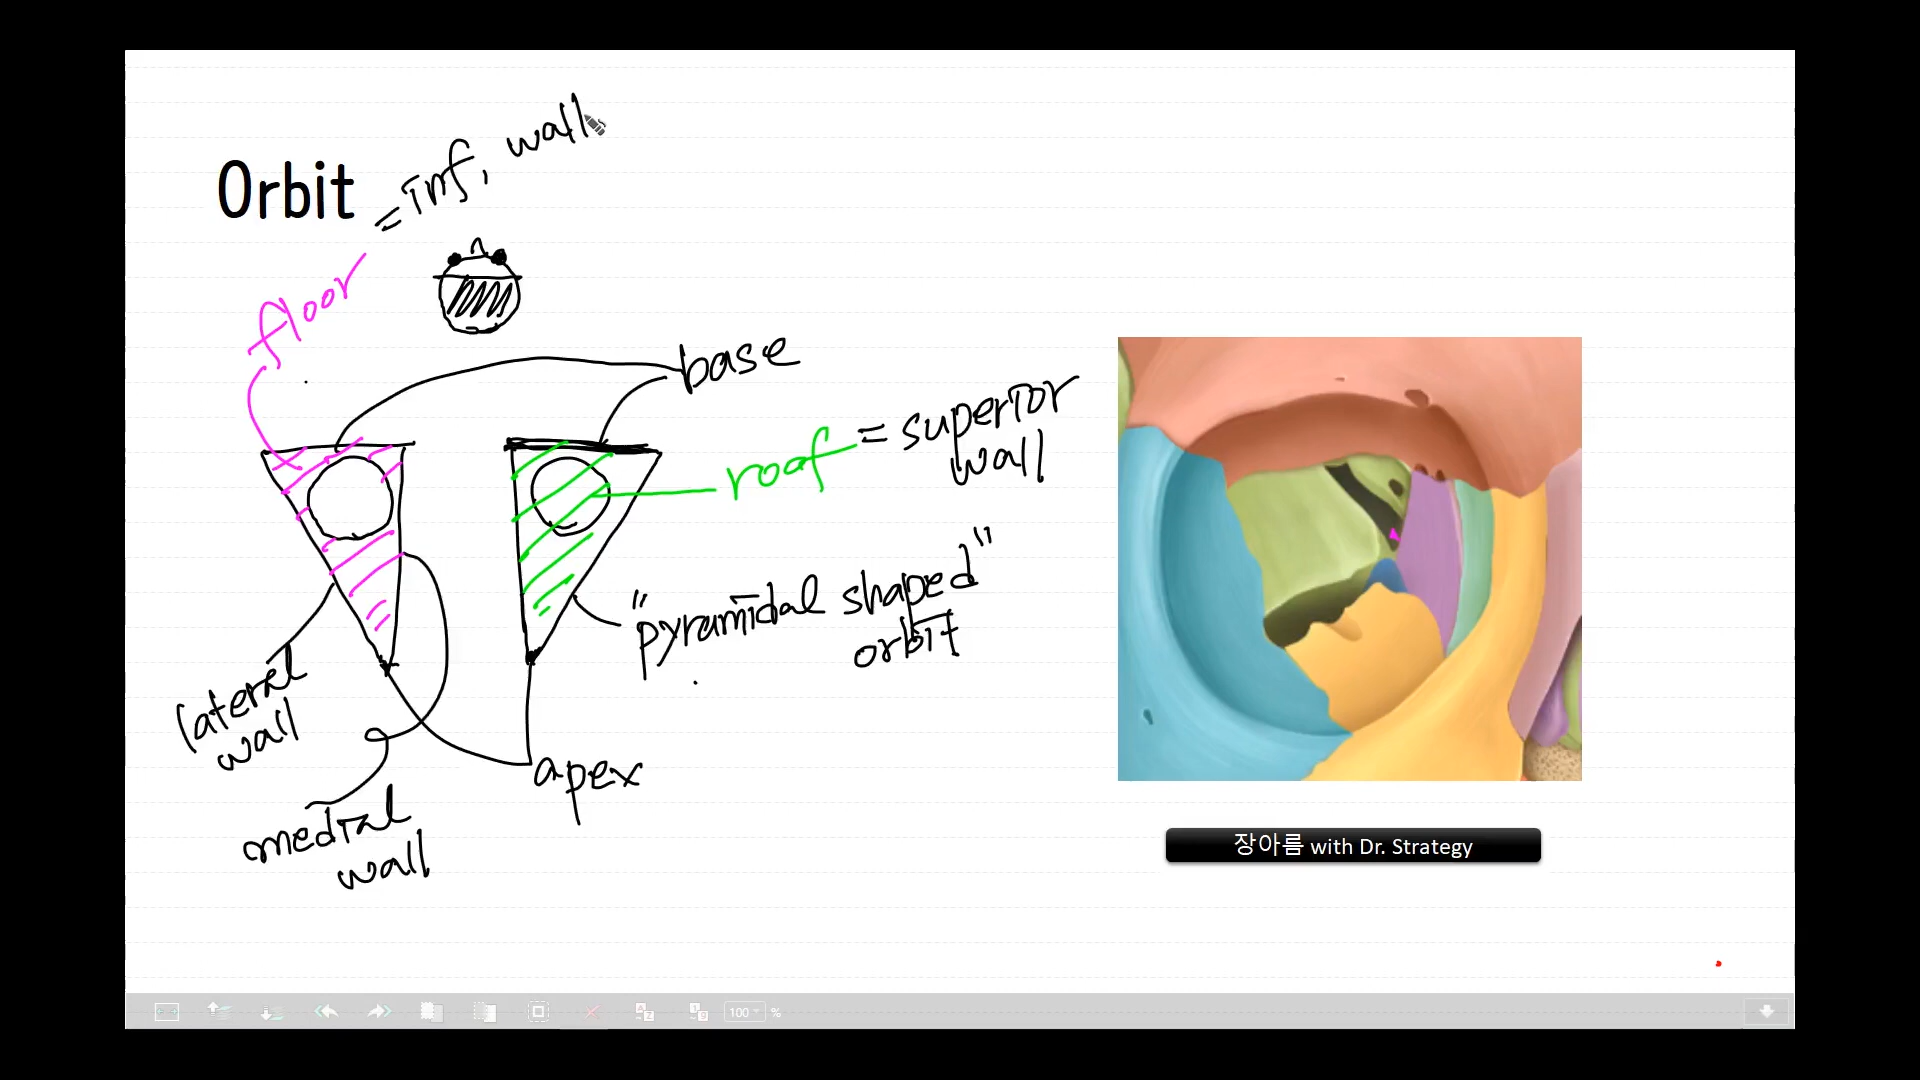 Orbit
= inf. wall
floor
base
roof = superior
wall
"pyramidal shaped"
orbit
lateral
wall
apex
medial
wall
장아름 with Dr. Strategy
100 %